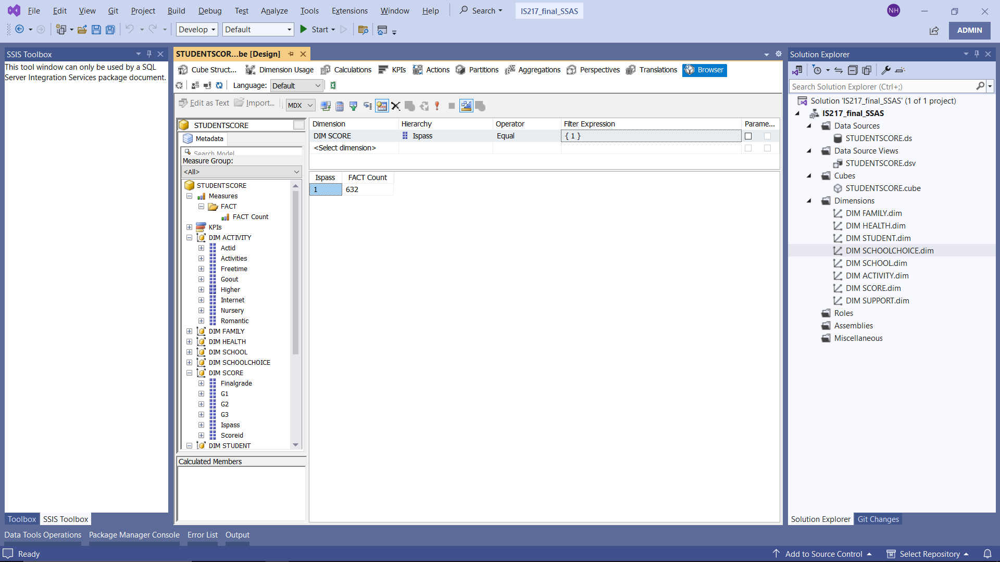 File Edit View Git Project Build Debug Test Analyze Tools Extensions Window Help Search IS217_final_SSAS NH
Develop Default Start ADMIN
SSIS Toolbox
This tool window can only be used by a SQL
Server Integration Services package document.
STUDENTSCOR...be [Design]
Cube Struct... Dimension Usage Calculations KPIs Actions Partitions Aggregations Perspectives Translations Browser
Language: Default
Edit as Text Import... MDX
STUDENTSCORE
Metadata
Search Model
Measure Group:
<All>
STUDENTSCORE
Measures
FACT
FACT Count
KPIs
DIM ACTIVITY
Actid
Activities
Freetime
Goout
Higher
Internet
Nursery
Romantic
DIM FAMILY
DIM HEALTH
DIM SCHOOL
DIM SCHOOLCHOICE
DIM SCORE
Finalgrade
G1
G2
G3
Ispass
Scoreid
DIM STUDENT
Calculated Members
Dimension Hierarchy Operator Filter Expression Parame...
DIM SCORE Ispass Equal { 1 }
<Select dimension>
Ispass FACT Count
1 632
Solution Explorer
Search Solution Explorer (Ctrl+;)
Solution 'IS217_final_SSAS' (1 of 1 project)
IS217_final_SSAS
Data Sources
STUDENTSCORE.ds
Data Source Views
STUDENTSCORE.dsv
Cubes
STUDENTSCORE.cube
Dimensions
DIM FAMILY.dim
DIM HEALTH.dim
DIM STUDENT.dim
DIM SCHOOLCHOICE.dim
DIM SCHOOL.dim
DIM ACTIVITY.dim
DIM SCORE.dim
DIM SUPPORT.dim
Roles
Assemblies
Miscellaneous
Toolbox SSIS Toolbox
Solution Explorer Git Changes
Data Tools Operations Package Manager Console Error List Output
Ready Add to Source Control Select Repository